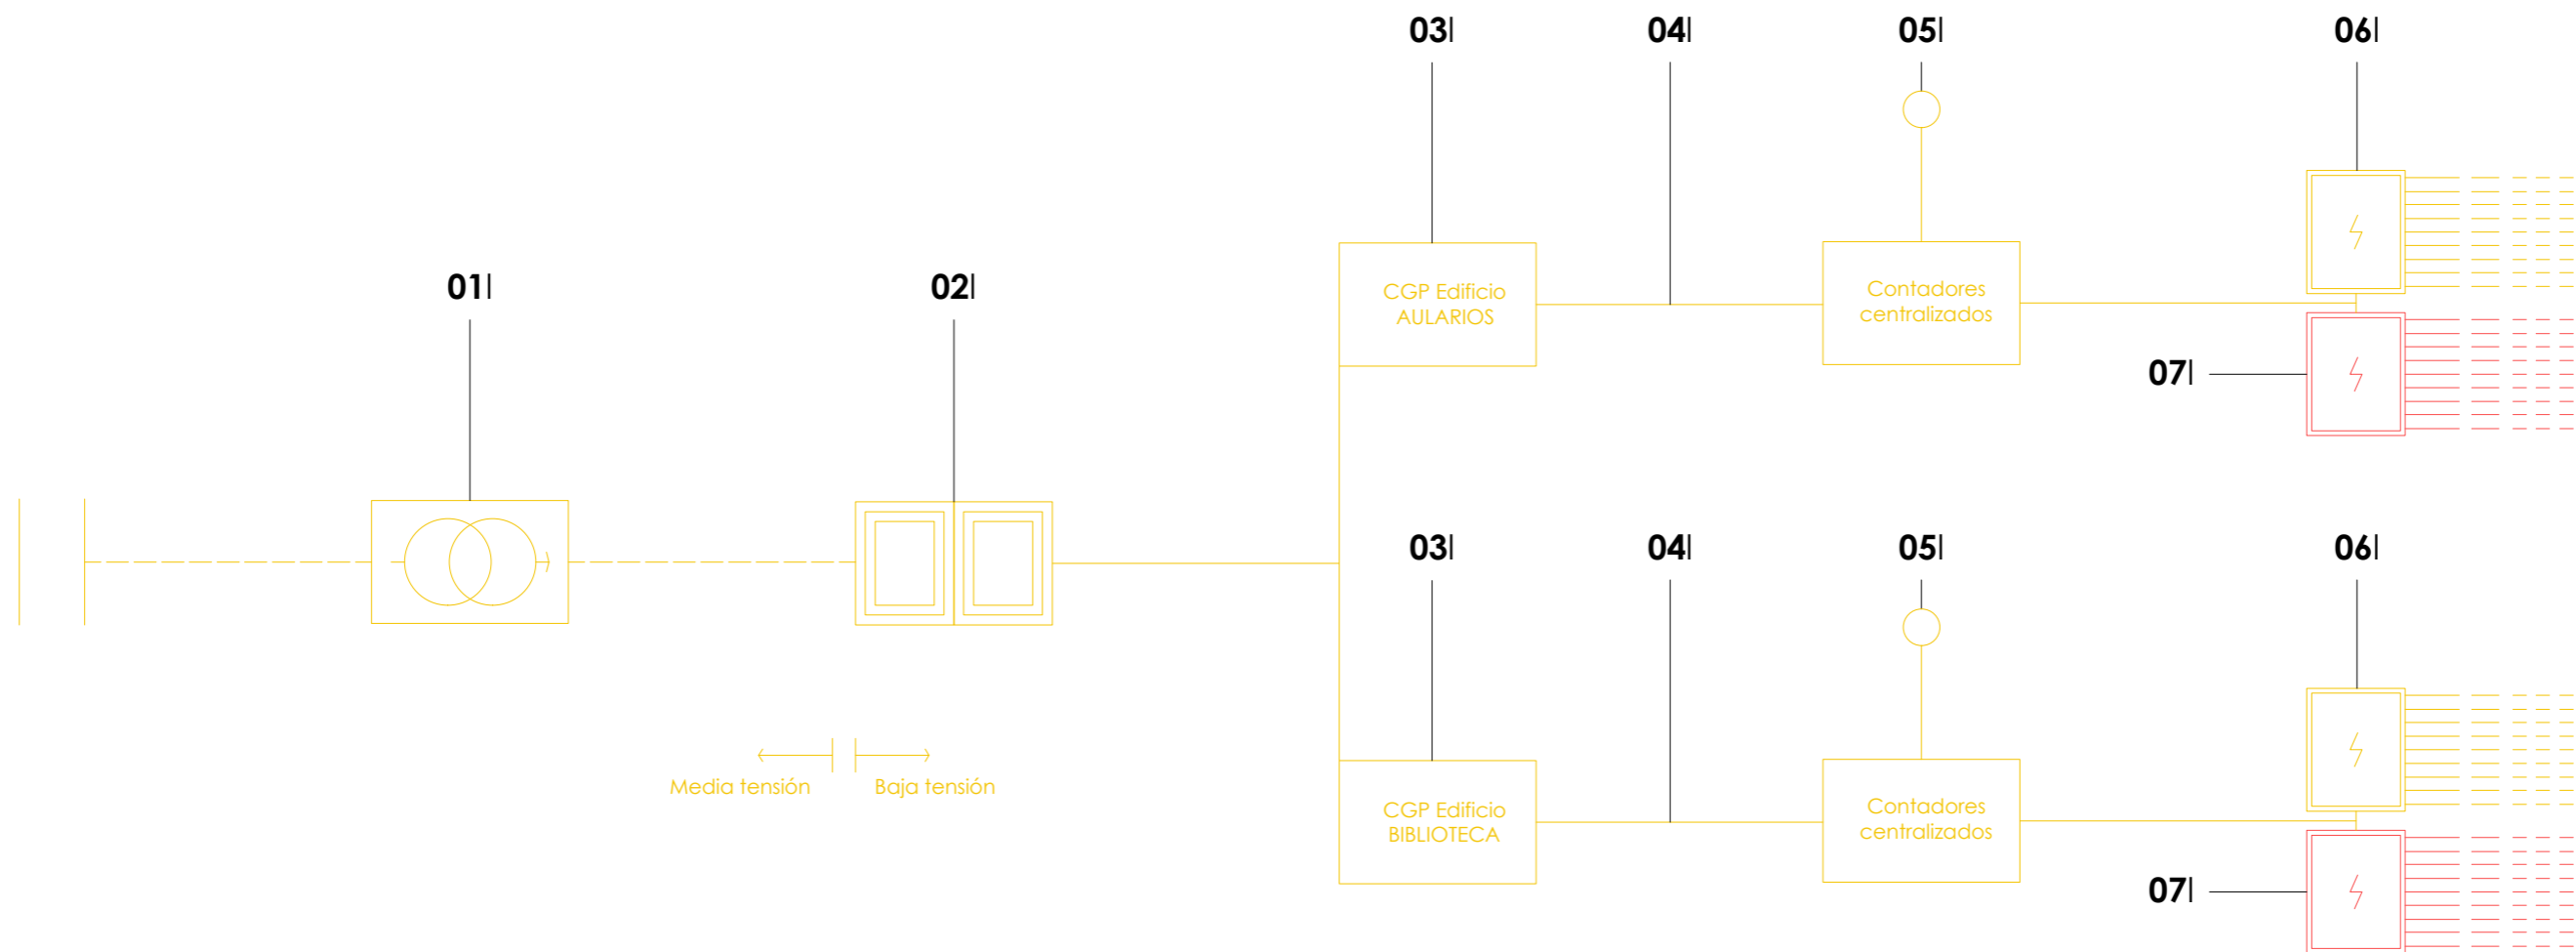 03| 04| 05| 06|
01| 02|
CGP Edificio
AULARIOS
Contadores
centralizados
07|
03| 04| 05| 06|
Media tensión Baja tensión
CGP Edificio
BIBLIOTECA
Contadores
centralizados
07|